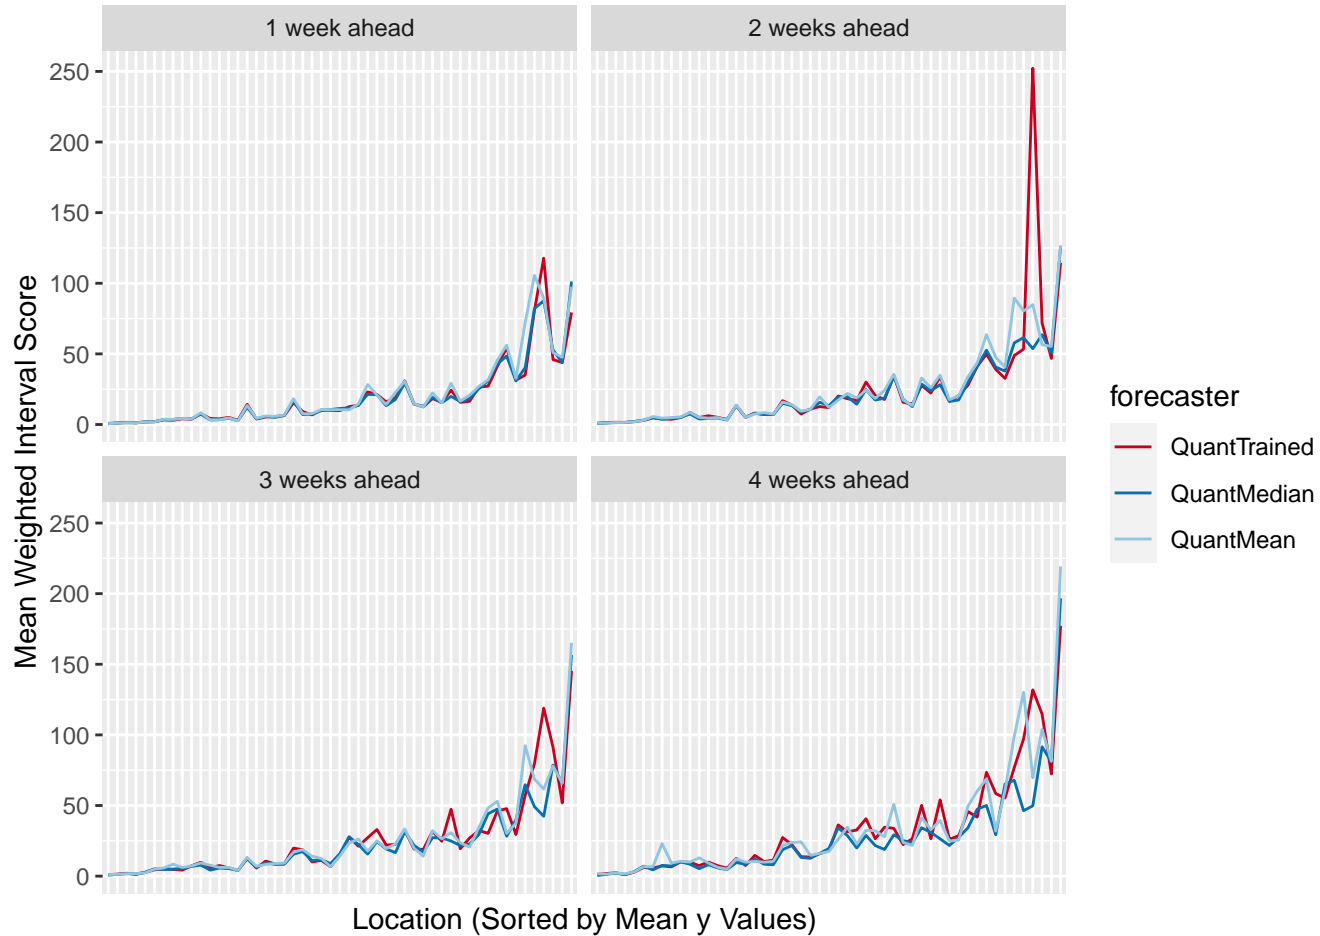 1 week ahead
2 weeks ahead
250
200
150
100
50
0
3 weeks ahead
4 weeks ahead
250
200
150
100
50
0
Mean Weighted Interval Score
Location (Sorted by Mean y Values)
forecaster
QuantTrained
QuantMedian
QuantMean